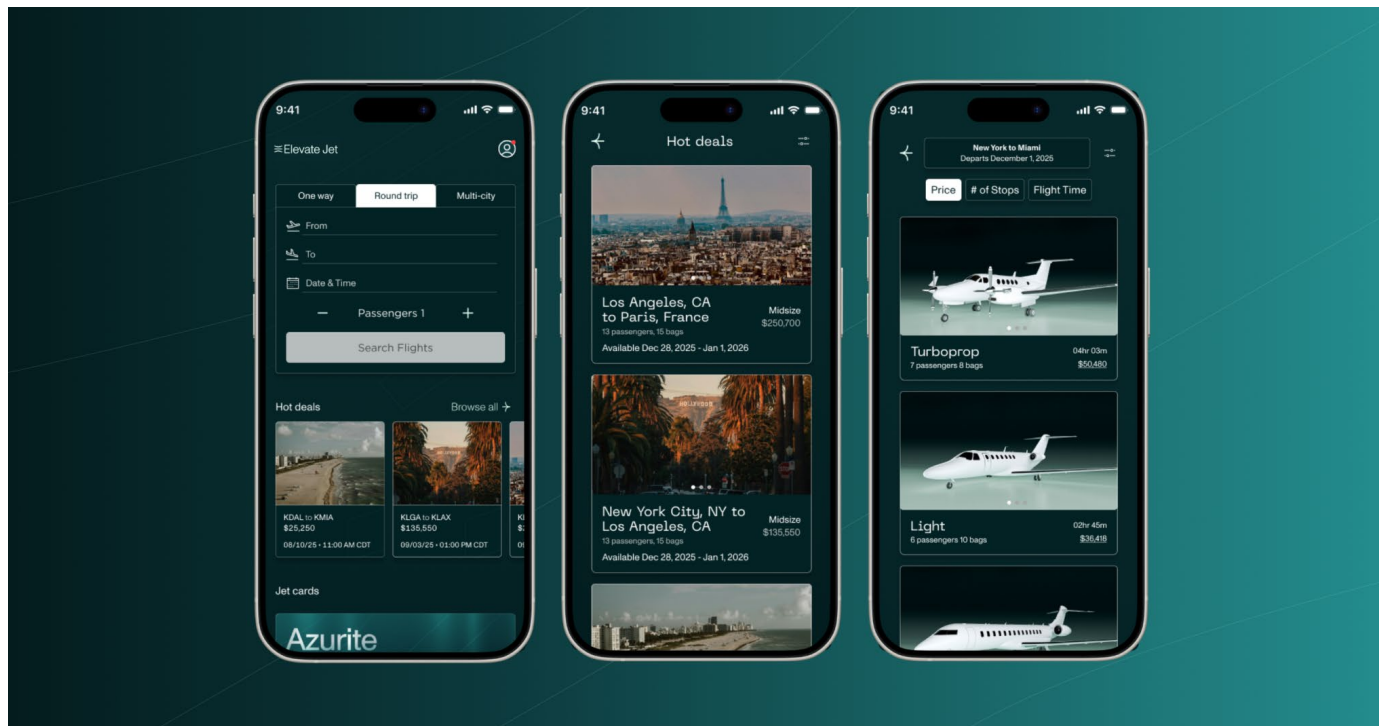 9:41
Elevate Jet
One way
Round trip
Multi-city
From
To
Date & Time
Passengers 1
Search Flights
Hot deals
Browse all
KDAL to KMIA
$25,250
08/10/25 • 11:00 AM CDT
KLGA to KLAX
$135,550
09/03/25 • 01:00 PM CDT
Jet cards
Azurite
9:41
Hot deals
Los Angeles, CA
to Paris, France
13 passengers, 15 bags
Midsize
$250,700
Available Dec 28, 2025 - Jan 1, 2026
HOLLYWOOD
New York City, NY to
Los Angeles, CA
13 passengers, 15 bags
Midsize
$135,550
Available Dec 28, 2025 - Jan 1, 2026
9:41
New York to Miami
Departs December 1, 2025
Price
# of Stops
Flight Time
Turboprop
7 passengers 8 bags
04hr 03m
$50,480
Light
6 passengers 10 bags
02hr 45m
$36,418